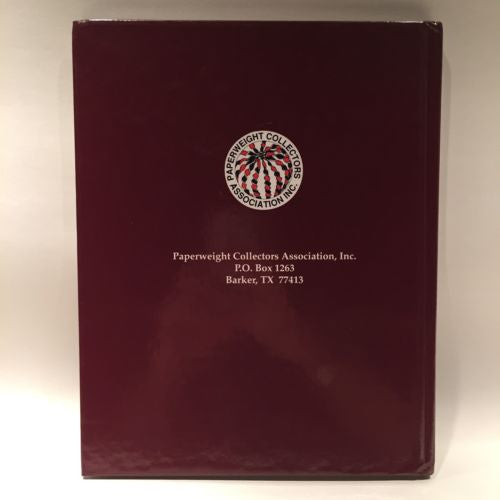 PAPERWEIGHT COLLECTORS
ASSOCIATION INC.
Paperweight Collectors Association, Inc.
P.O. Box 1263
Barker, TX 77413